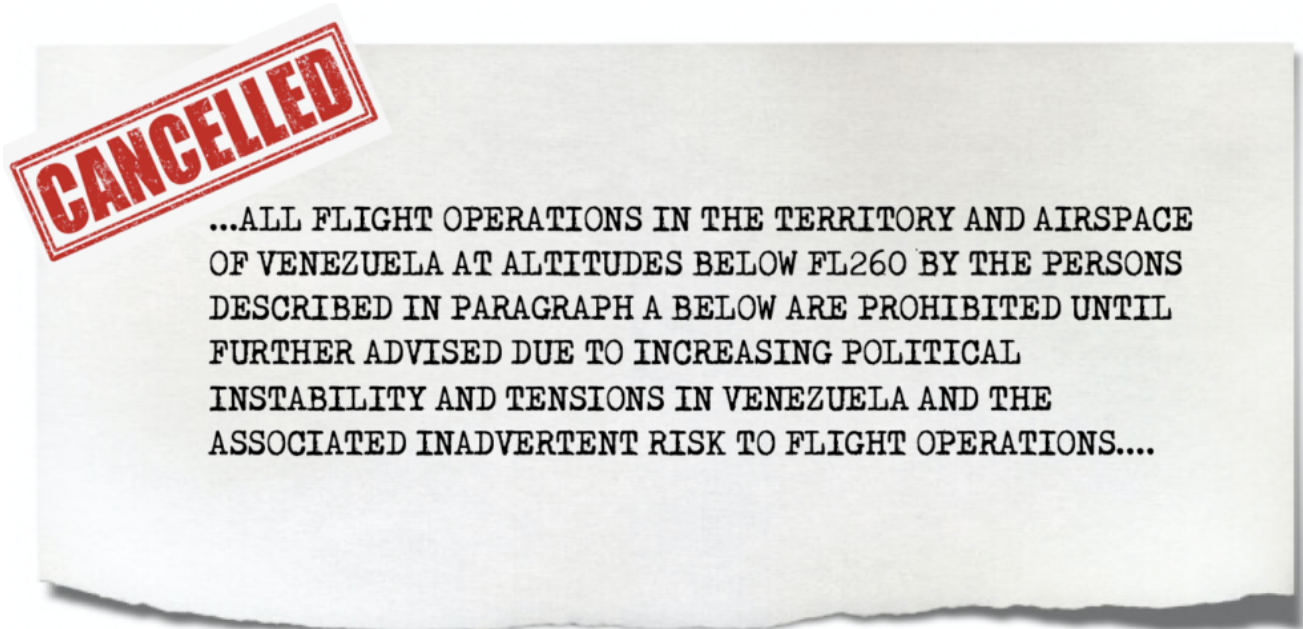 CANCELLED
...ALL FLIGHT OPERATIONS IN THE TERRITORY AND AIRSPACE
OF VENEZUELA AT ALTITUDES BELOW FL260 BY THE PERSONS
DESCRIBED IN PARAGRAPH A BELOW ARE PROHIBITED UNTIL
FURTHER ADVISED DUE TO INCREASING POLITICAL
INSTABILITY AND TENSIONS IN VENEZUELA AND THE
ASSOCIATED INADVERTENT RISK TO FLIGHT OPERATIONS....